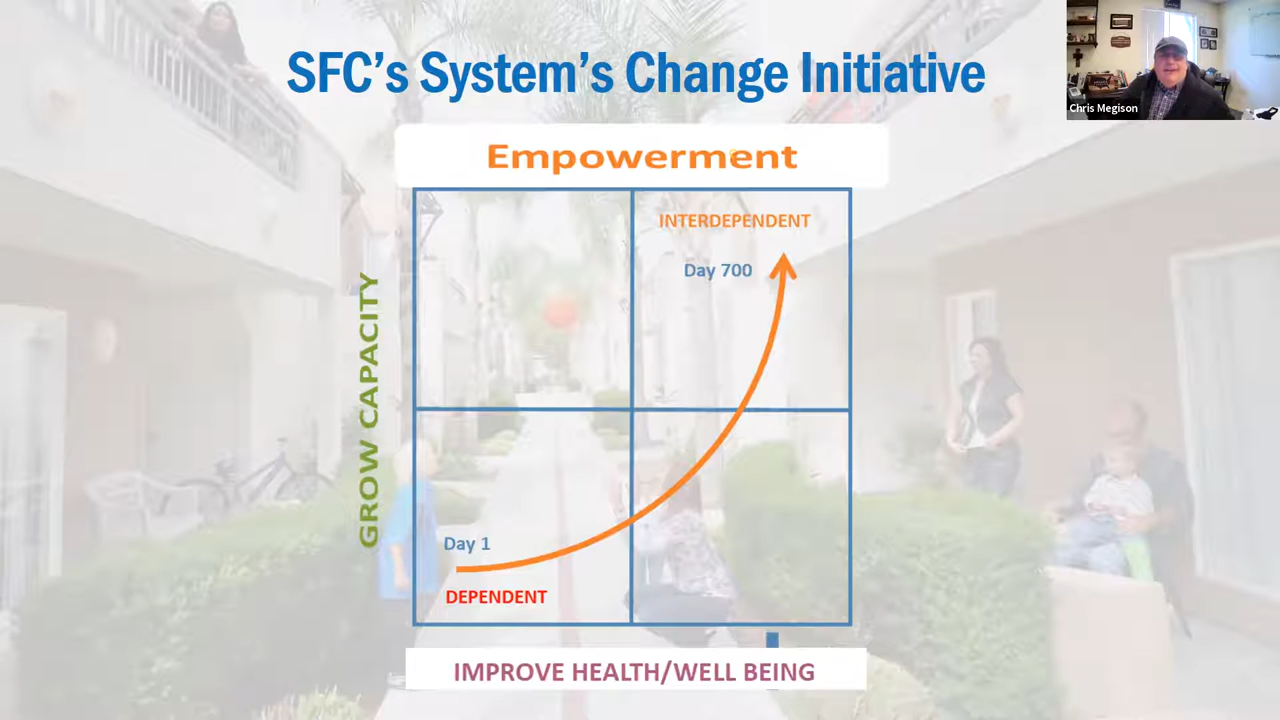 SFC's System's Change Initiative
Chris Megison
Empowerment
INTERDEPENDENT
Day 700
GROW CAPACITY
Day 1
DEPENDENT
IMPROVE HEALTH/WELL BEING